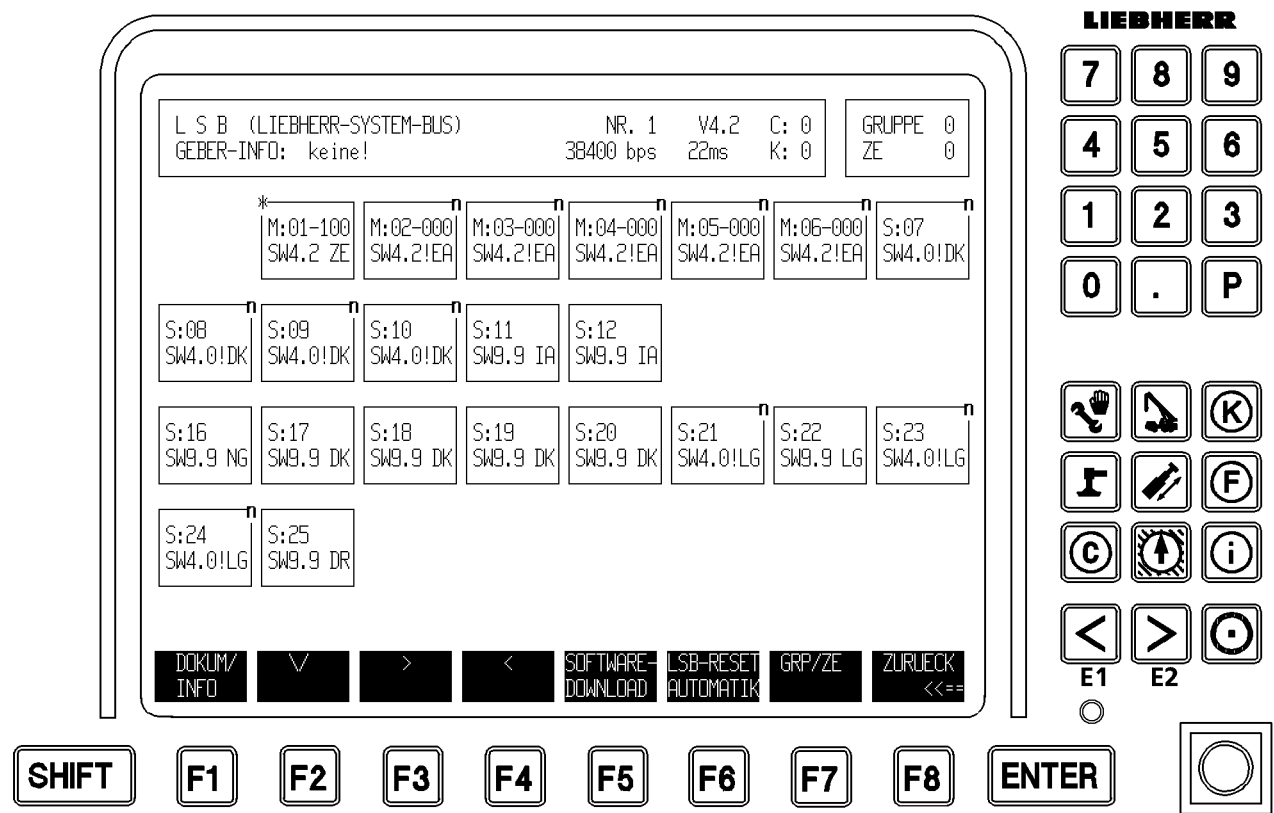 LIEBHERR
L S B (LIEBHERR-SYSTEM-BUS) NR. 1 V4.2 C: 0 GRUPPE 0
GEBER-INFO: keine! 38400 bps 22ms K: 0 ZE 0
* n n n n n n
M:01-100 M:02-000 M:03-000 M:04-000 M:05-000 M:06-000 S:07
SW4.2 ZE SW4.2!EA SW4.2!EA SW4.2!EA SW4.2!EA SW4.2!EA SW4.0!DK
n n n
S:08 S:09 S:10 S:11 S:12
SW4.0!DK SW4.0!DK SW4.0!DK SW9.9 IA SW9.9 IA
n n
S:16 S:17 S:18 S:19 S:20 S:21 S:22 S:23
SW9.9 NG SW9.9 DK SW9.9 DK SW9.9 DK SW9.9 DK SW4.0!LG SW9.9 LG SW4.0!LG
n
S:24 S:25
SW4.0!LG SW9.9 DR
DOKUM/ \/ > < SOFTWARE- LSB-RESET GRP/ZE ZURUECK
INFO DOWNLOAD AUTOMATIK <<==
7 8 9
4 5 6
1 2 3
0 . P
K
F
C i
< >
E1 E2
SHIFT F1 F2 F3 F4 F5 F6 F7 F8 ENTER